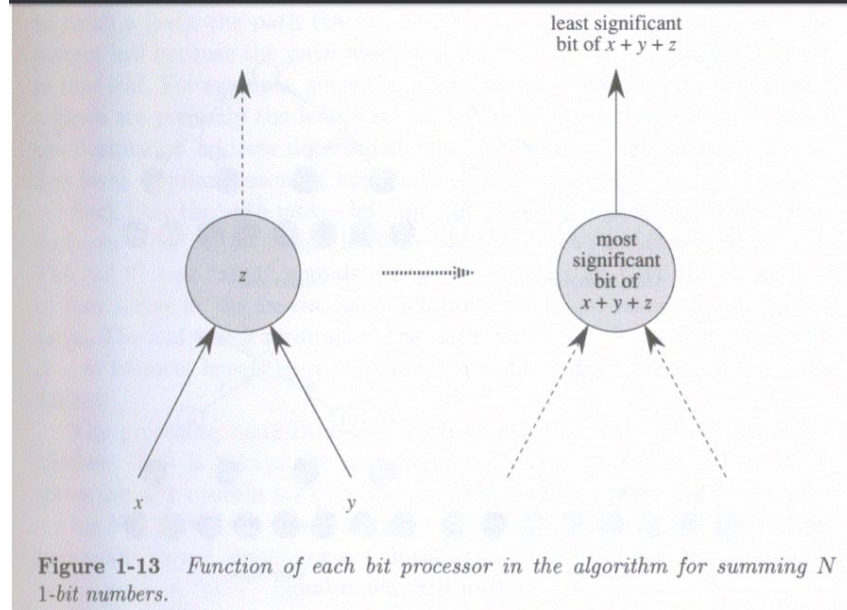 least significant
bit of x + y + z
z
most
significant
bit of
x + y + z
x
y
Figure 1-13 Function of each bit processor in the algorithm for summing N
1-bit numbers.